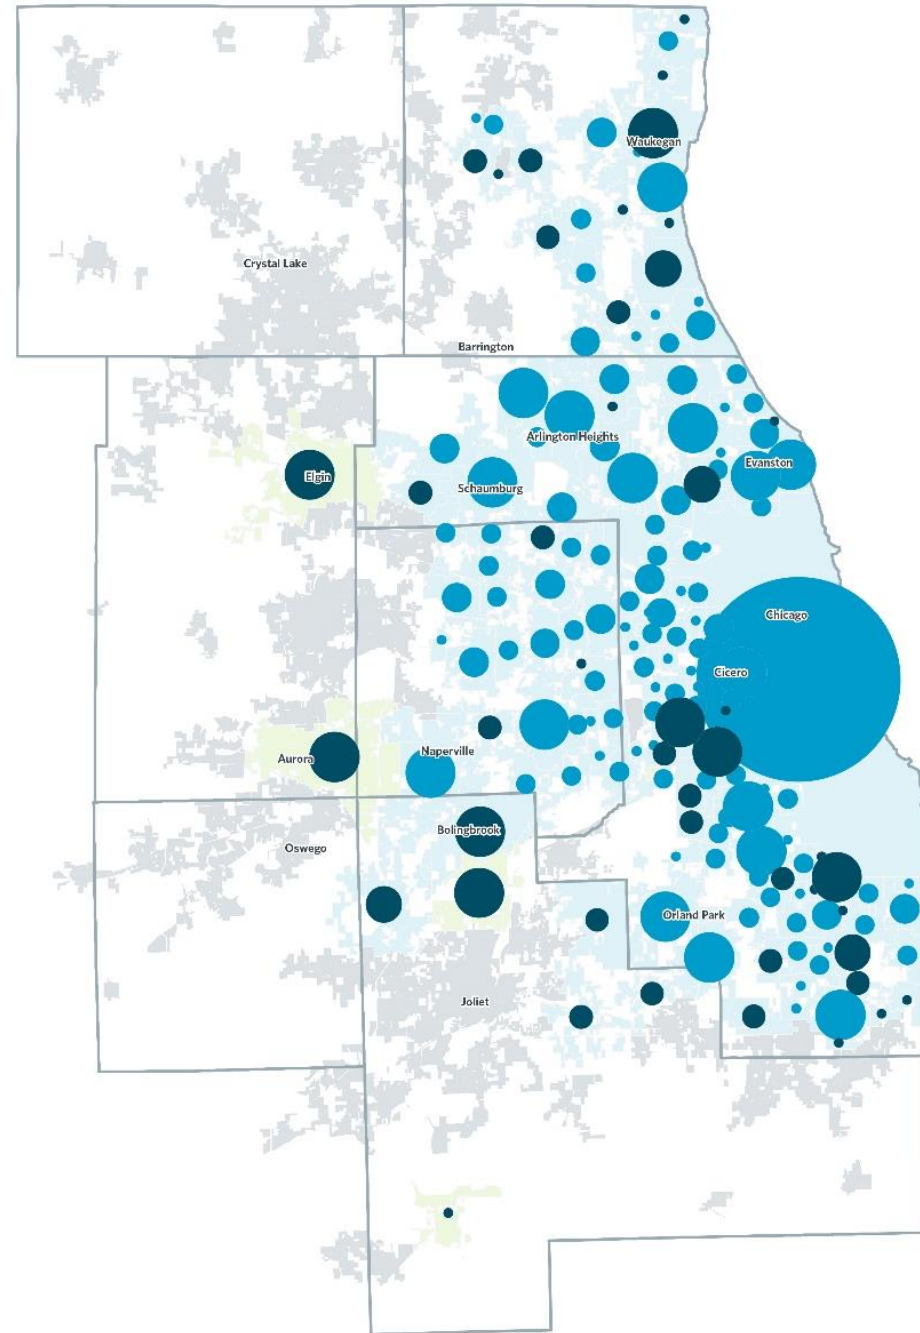 Waukegan
Crystal Lake
Barrington
Arlington Heights
Evanston
Elgin
Schaumburg
Chicago
Cicero
Naperville
Aurora
Bolingbrook
Oswego
Orland Park
Joliet